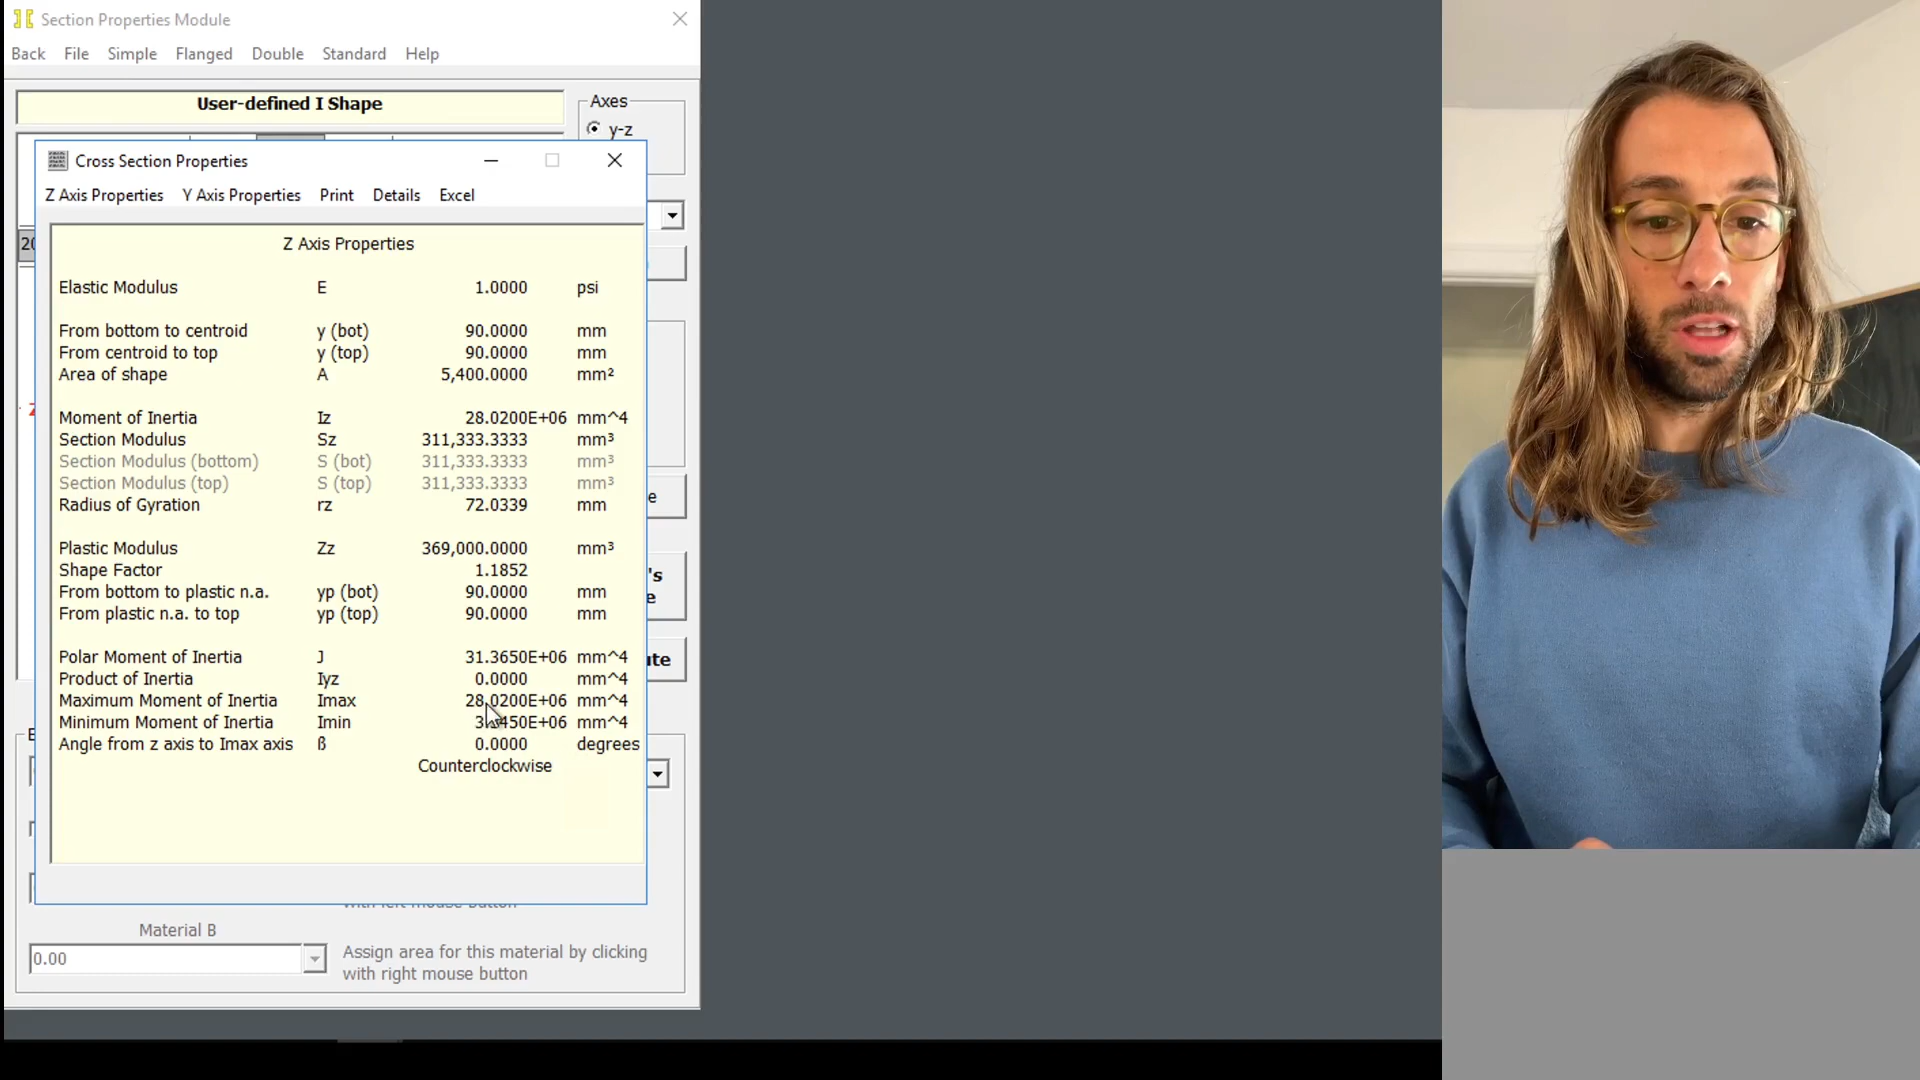 Section Properties Module
Back File Simple Flanged Double Standard Help
User-defined I Shape
Axes
y-z
Cross Section Properties
Z Axis Properties Y Axis Properties Print Details Excel
Z Axis Properties
Elastic Modulus E 1.0000 psi
From bottom to centroid y (bot) 90.0000 mm
From centroid to top y (top) 90.0000 mm
Area of shape A 5,400.0000 mm²
Moment of Inertia Iz 28.0200E+06 mm^4
Section Modulus Sz 311,333.3333 mm³
Section Modulus (bottom) S (bot) 311,333.3333 mm³
Section Modulus (top) S (top) 311,333.3333 mm³
Radius of Gyration rz 72.0339 mm
Plastic Modulus Zz 369,000.0000 mm³
Shape Factor 1.1852
From bottom to plastic n.a. yp (bot) 90.0000 mm
From plastic n.a. to top yp (top) 90.0000 mm
Polar Moment of Inertia J 31.3650E+06 mm^4
Product of Inertia Iyz 0.0000 mm^4
Maximum Moment of Inertia Imax 28.0200E+06 mm^4
Minimum Moment of Inertia Imin 3.3450E+06 mm^4
Angle from z axis to Imax axis ß 0.0000 degrees
Counterclockwise
with left mouse button
Material B
0.00
Assign area for this material by clicking
with right mouse button